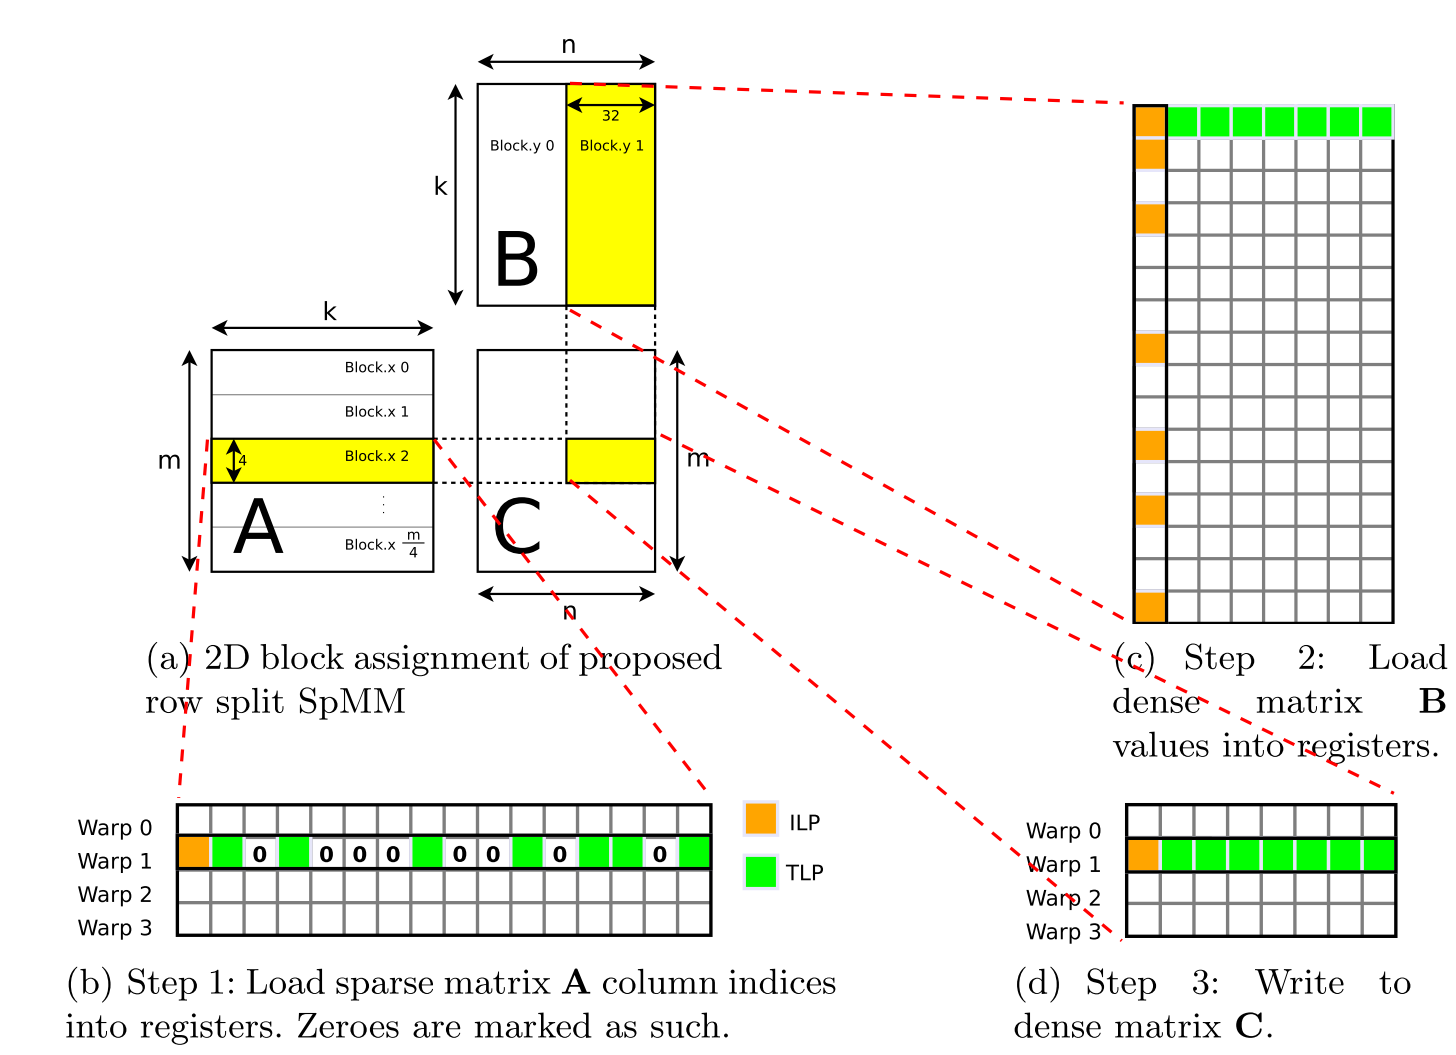 n
32
Block.y 0
Block.y 1
k
B
k
Block.x 0
Block.x 1
m
4
Block.x 2
m
A
C
Block.x m/4
n
(a) 2D block assignment of proposed
row split SpMM
(c) Step 2: Load
dense matrix B
values into registers.
Warp 0
Warp 1
0 0 0 0 0 0 0 0
Warp 2
Warp 3
ILP
TLP
(b) Step 1: Load sparse matrix A column indices
into registers. Zeroes are marked as such.
Warp 0
Warp 1
Warp 2
Warp 3
(d) Step 3: Write to
dense matrix C.